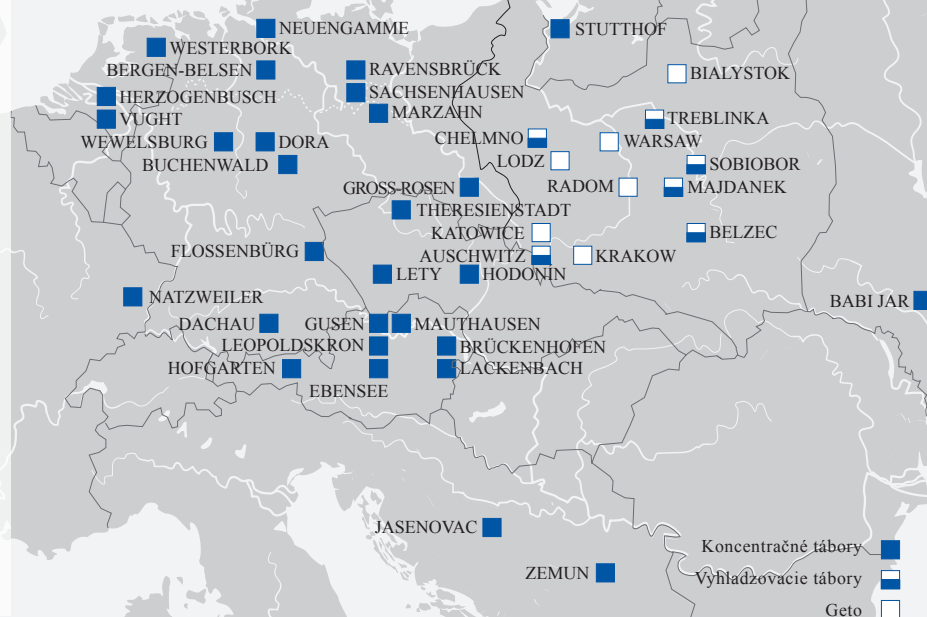 NEUENGAMME
STUTTHOF
WESTERBORK
BERGEN-BELSEN
RAVENSBRÜCK
BIALYSTOK
HERZOGENBUSCH
SACHSENHAUSEN
VUGHT
MARZAHN
TREBLINKA
WEWELSBURG
DORA
CHELMNO
WARSAW
BUCHENWALD
LODZ
SOBIOBOR
GROSS-ROSEN
RADOM
MAJDANEK
THERESIENSTADT
KATOWICE
BELZEC
FLOSSENBÜRG
AUSCHWITZ
KRAKOW
LETY
HODONIN
NATZWEILER
BABI JAR
DACHAU
GUSEN
MAUTHAUSEN
LEOPOLDSKRON
BRÜCKENHOFEN
HOFGARTEN
LACKENBACH
EBENSEE
JASENOVAC
ZEMUN
Koncentračné tábory
Vyhladzovacie tábory
Geto